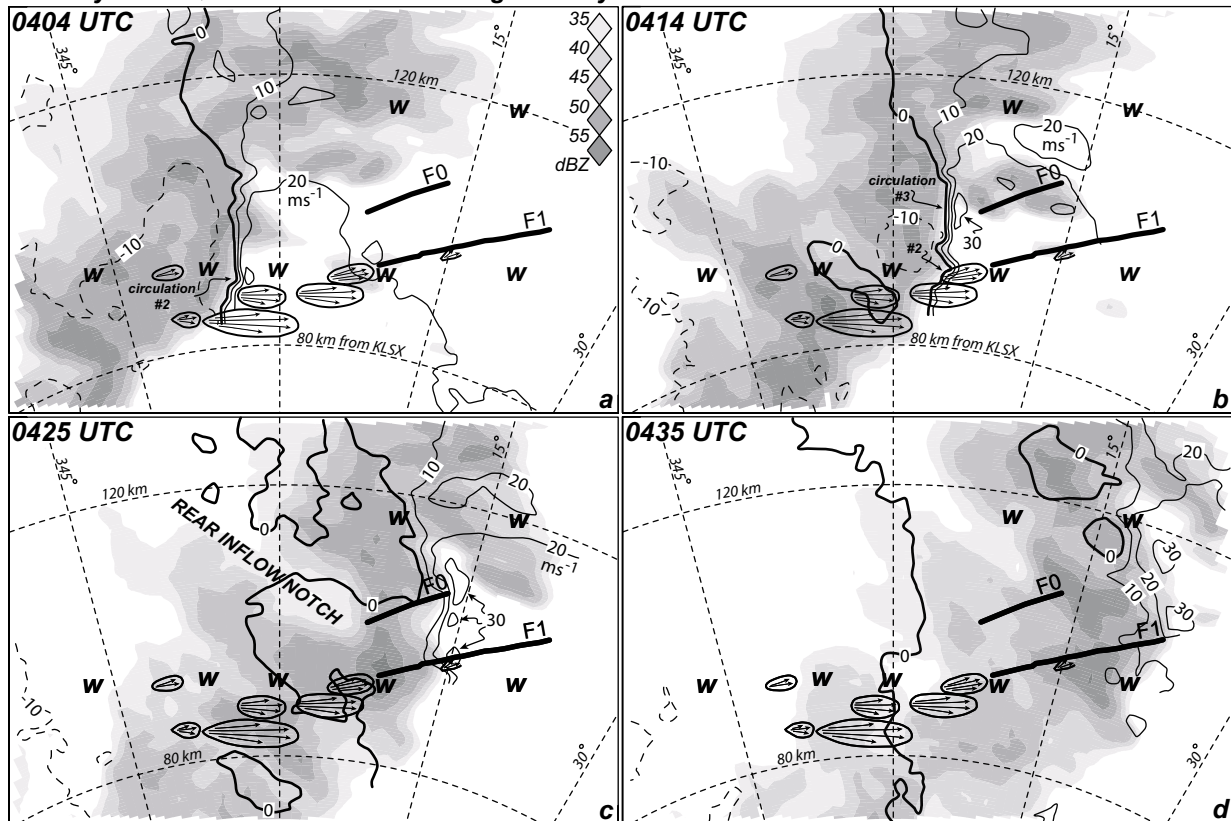 0404 UTC
0
345°
10
15°
120 km
35
40
45
50
55
dBZ
W
W
20
ms-1
F0
F1
-10
W
W
W
W
W
circulation
#2
80 km from KLSX
30°
a
0414 UTC
345°
15°
120 km
0
10
W
W
20
20
ms-1
-10
circulation
#3
F0
-10
30
F1
0
#2
W
W
W
W
W
-10
80 km from KLSX
30°
b
0425 UTC
345°
15°
10
20
120 km
W
W
0
REAR INFLOW NOTCH
20
ms-1
F0
0
30
F1
W
W
W
W
W
-10
80 km
30°
0
c
0435 UTC
345°
15°
0
20
120 km
W
W
0
30
F0
20
10
30
F1
0
W
W
W
W
W
80 km
30°
d